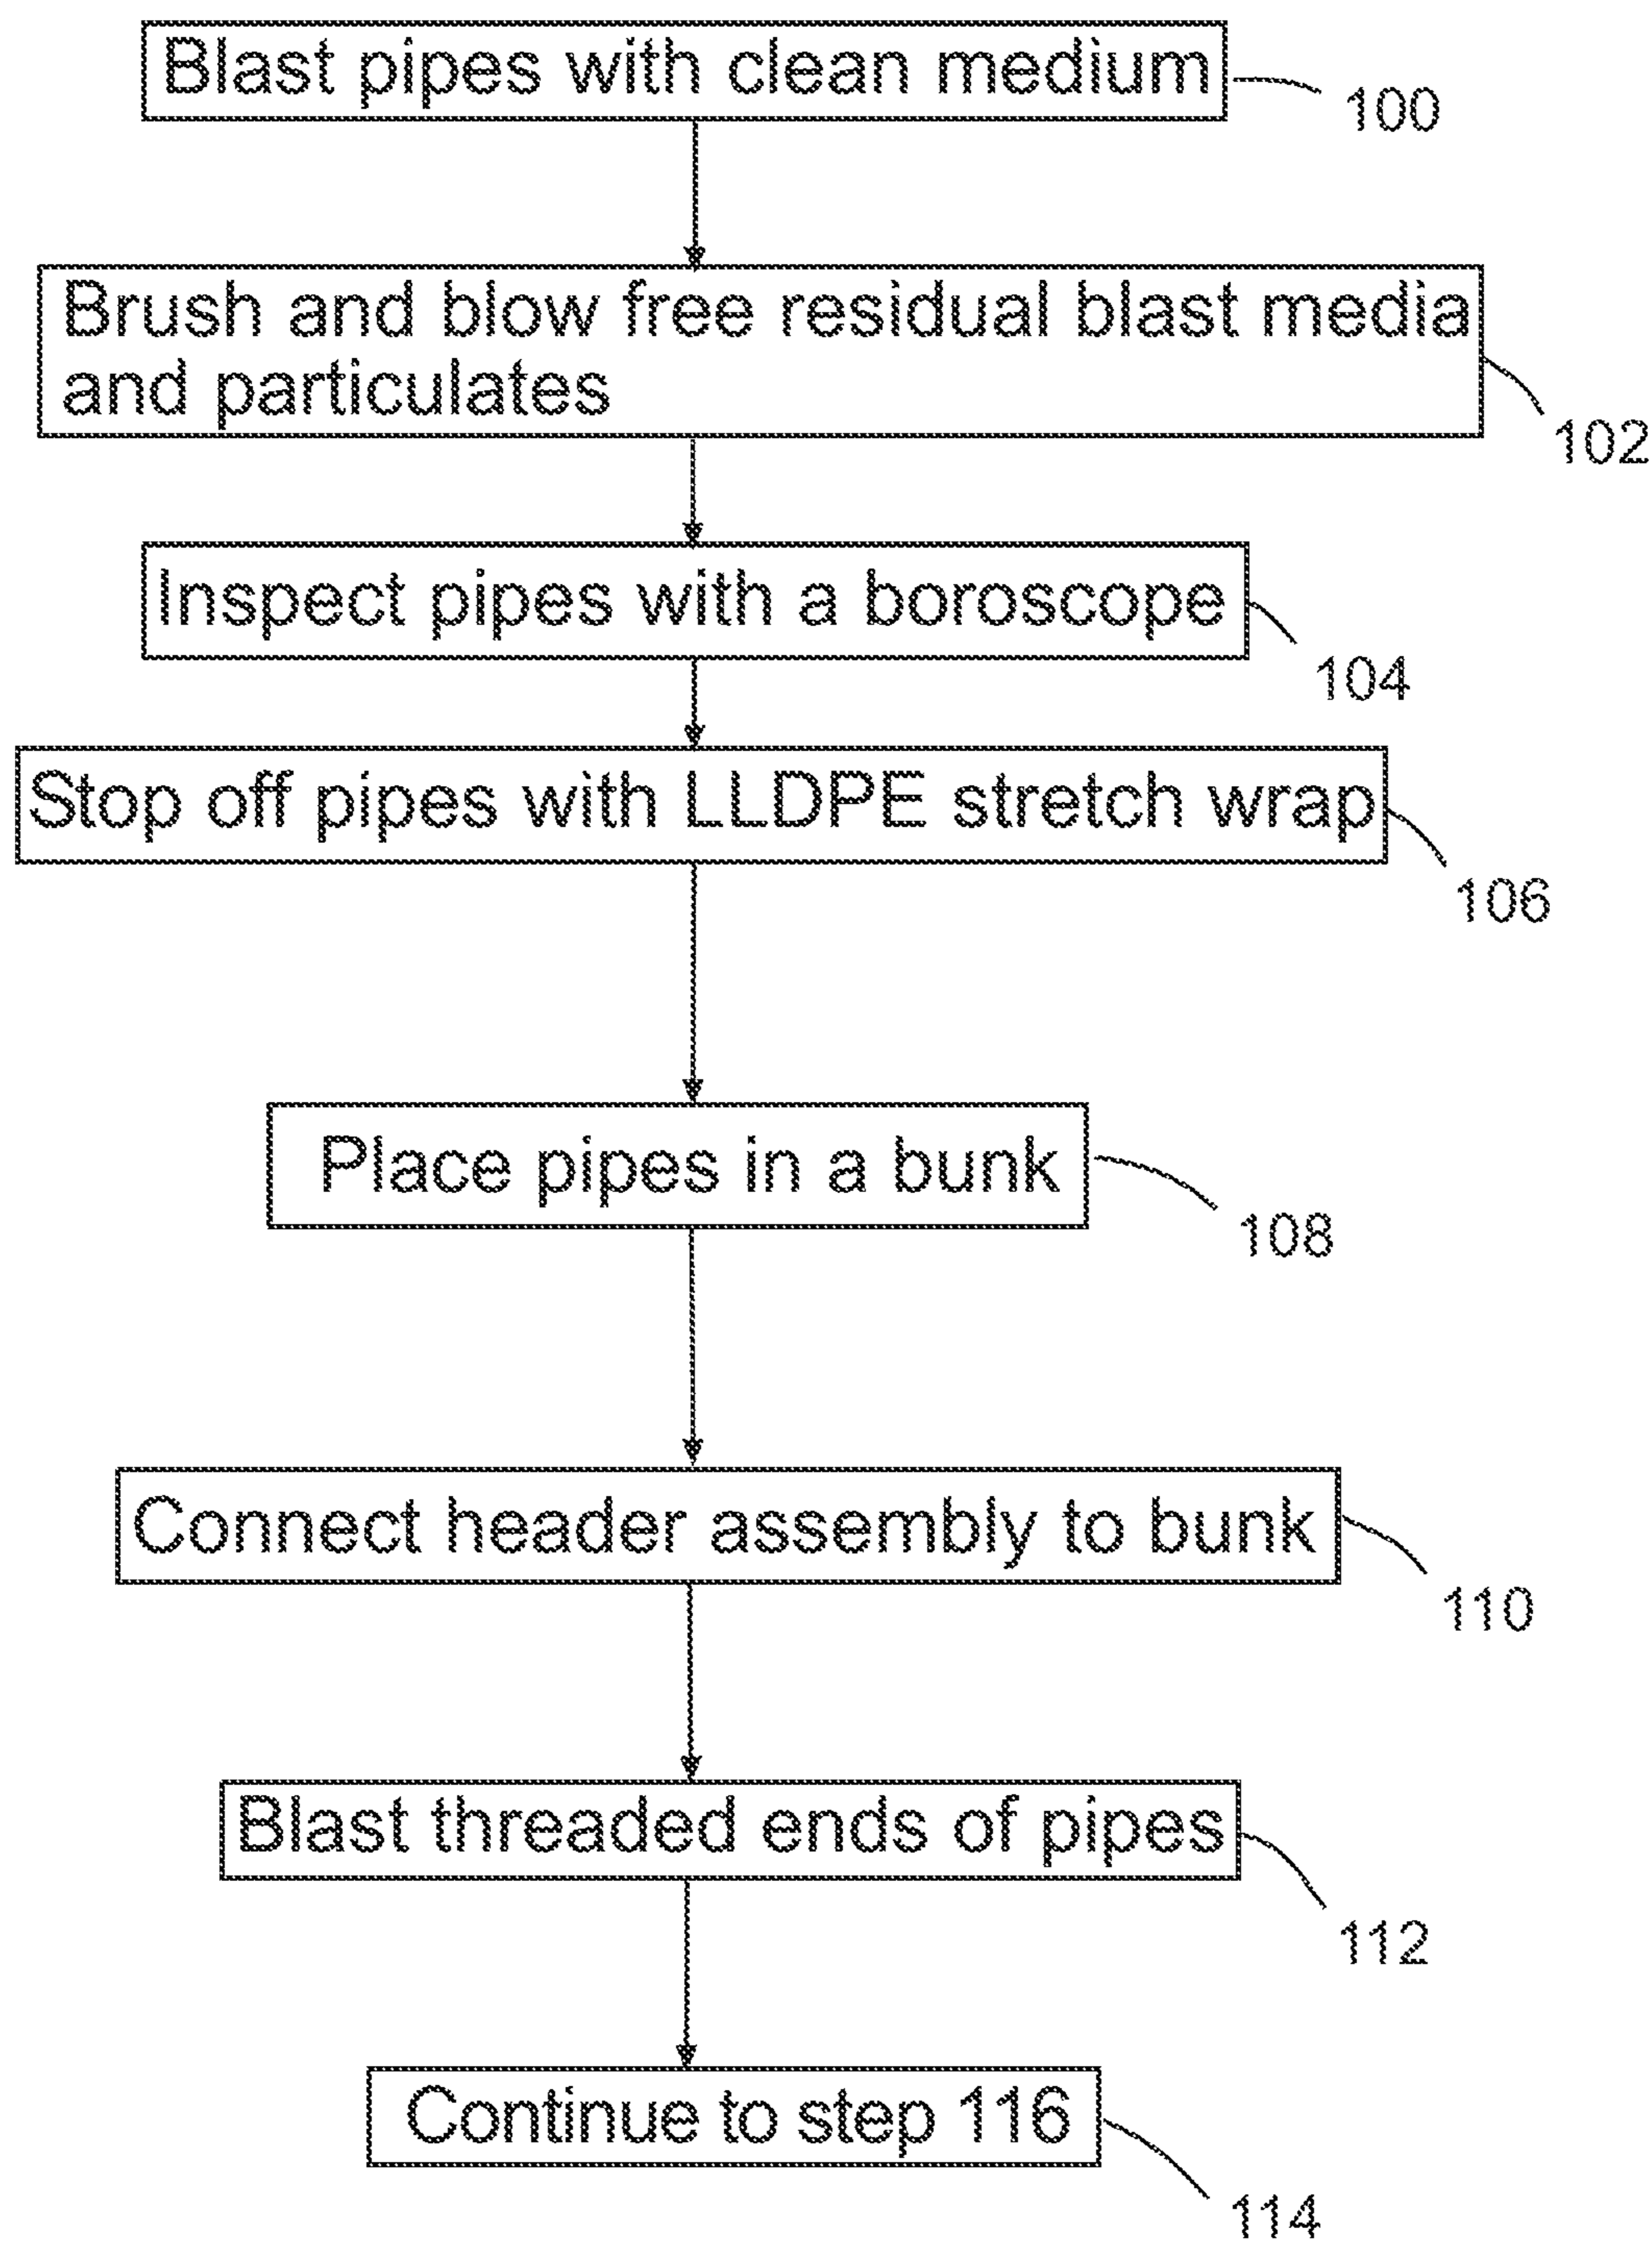 Blast pipes with clean medium
100
Brush and blow free residual blast media
and particulates
102
Inspect pipes with a boroscope
104
Stop off pipes with LLDPE stretch wrap
106
Place pipes in a bunk
108
Connect header assembly to bunk
110
Blast threaded ends of pipes
112
Continue to step 116
114